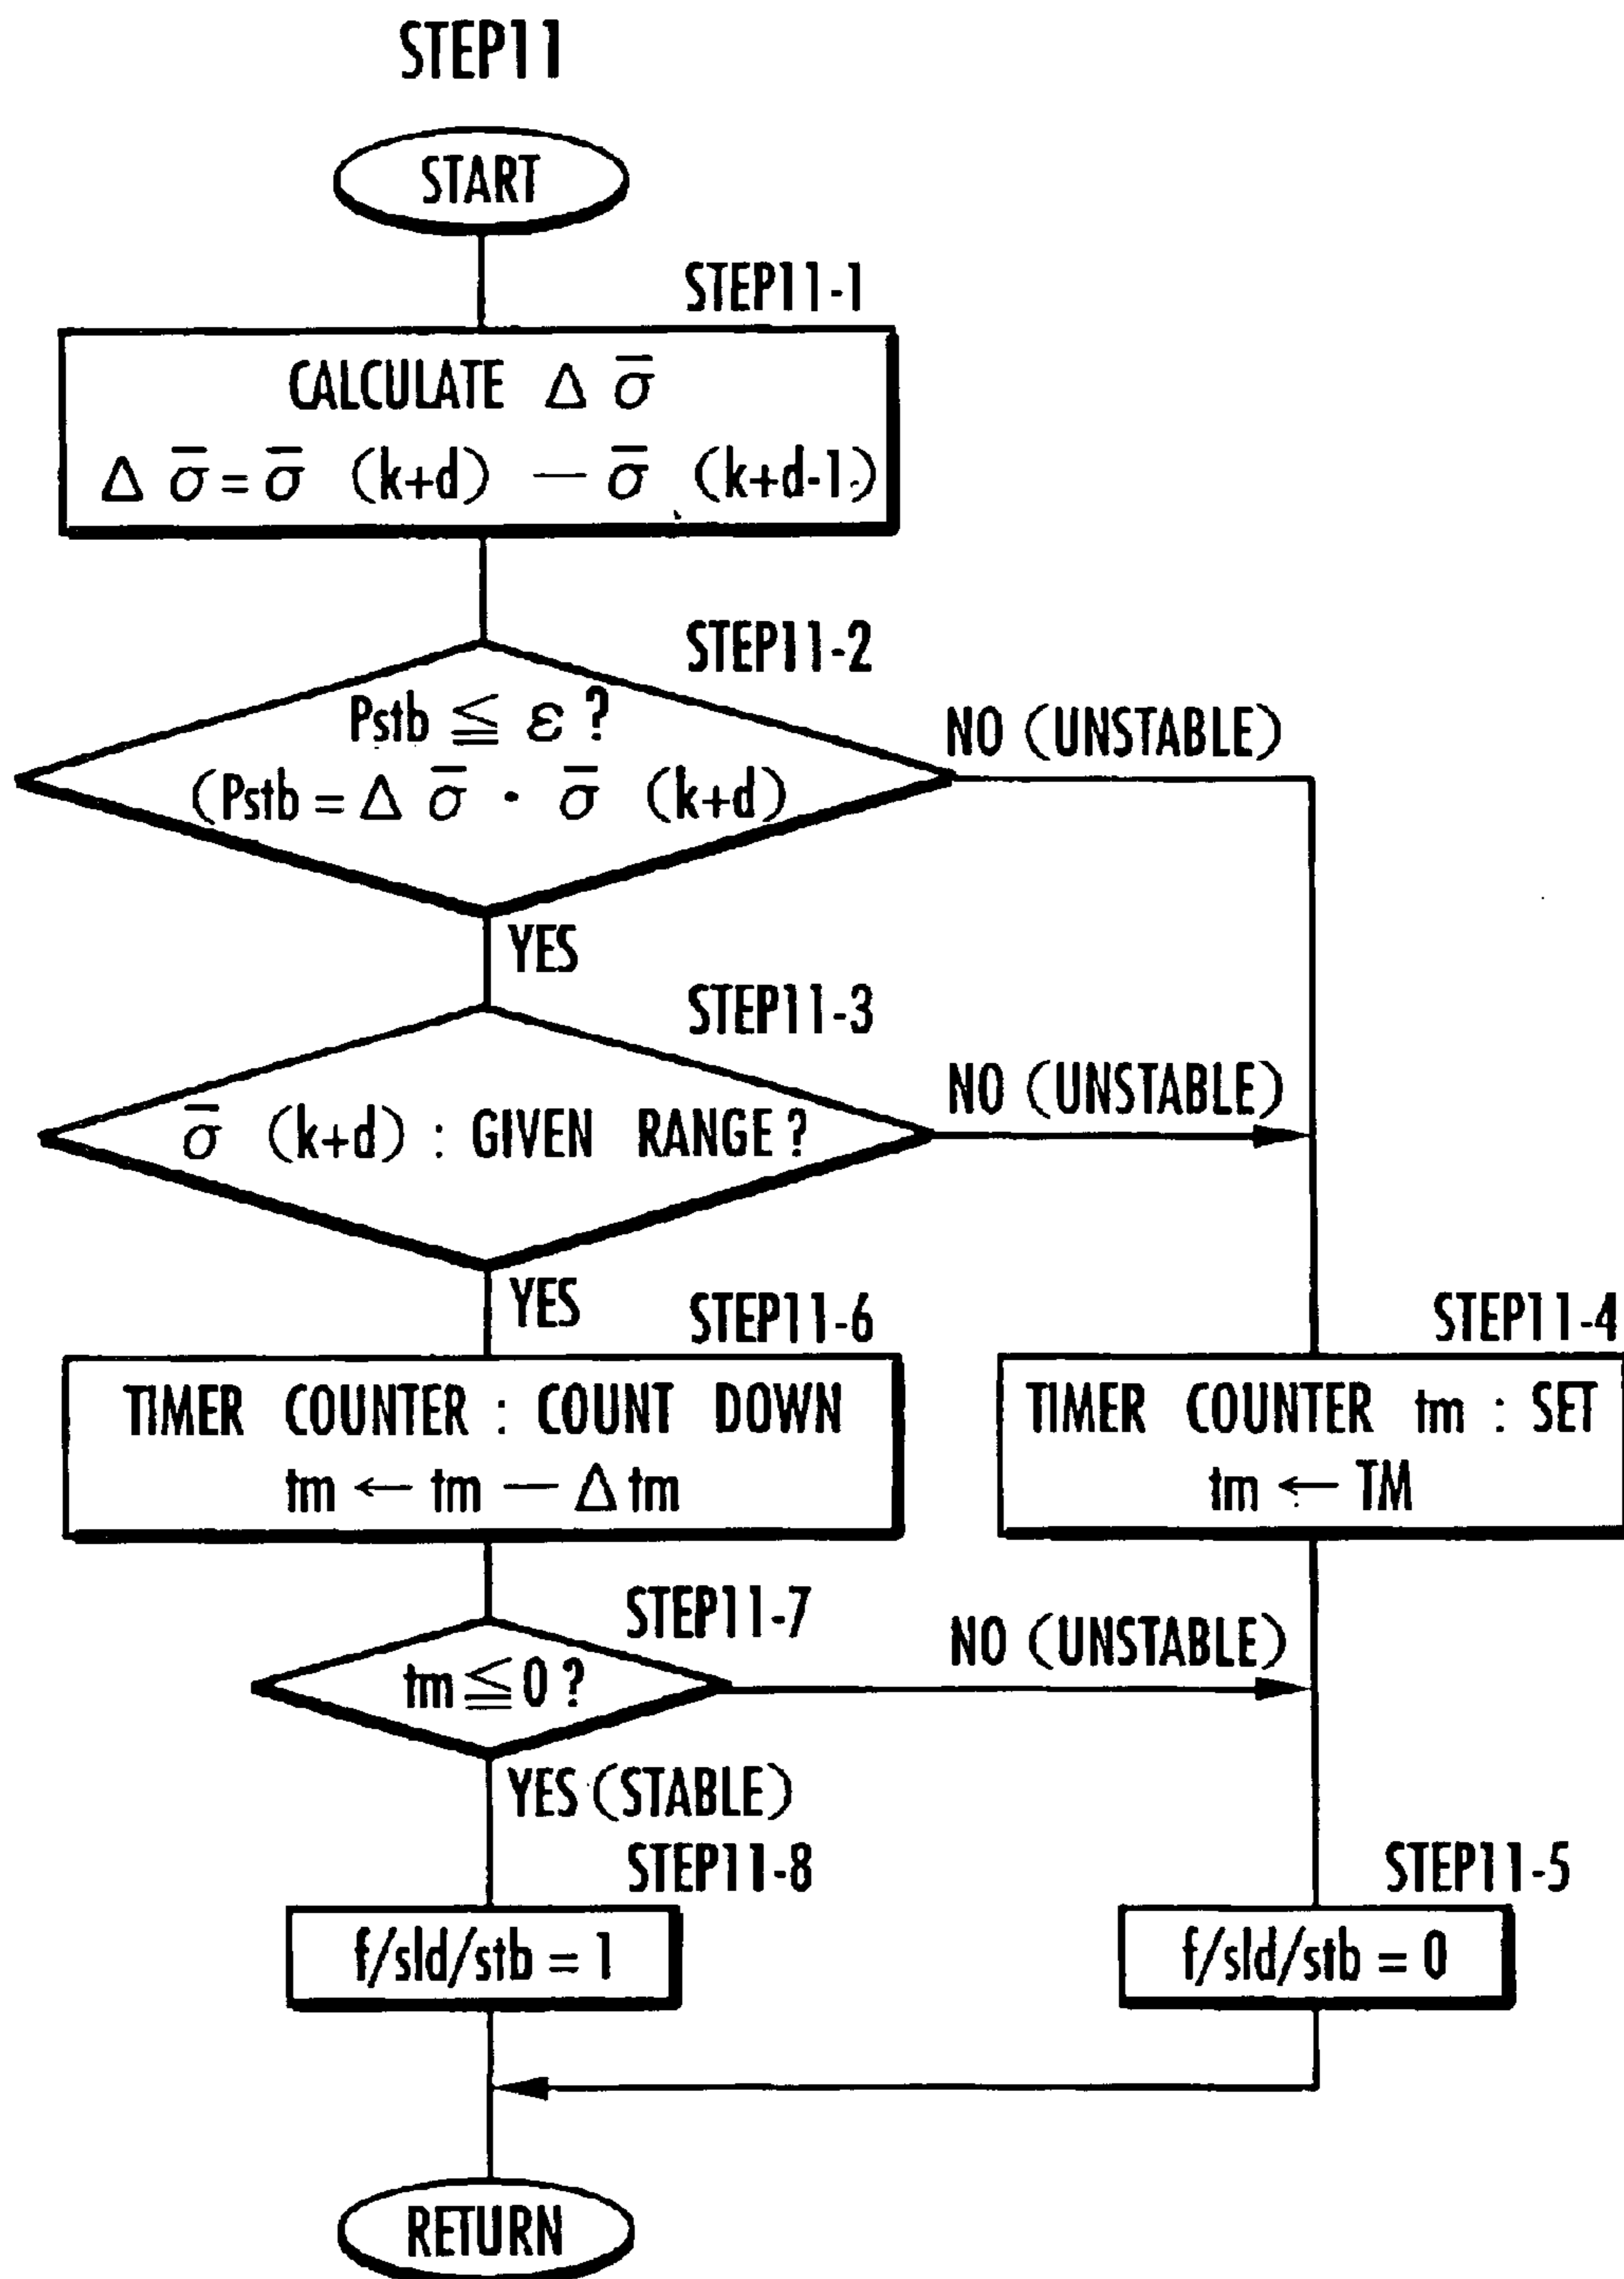 STEP11
START
STEP11-1
CALCULATE Δ σ̅
Δ σ̅ = σ̅ (k+d) — σ̅ (k+d-1)
STEP11-2
Pstb ≦ ε ?
(Pstb = Δ σ̅ · σ̅ (k+d)
NO (UNSTABLE)
YES
STEP11-3
σ̅ (k+d) : GIVEN RANGE ?
NO (UNSTABLE)
YES
STEP11-6
TIMER COUNTER : COUNT DOWN
tm ← tm — Δ tm
STEP11-4
TIMER COUNTER tm : SET
tm ← TM
STEP11-7
tm ≦ 0 ?
NO (UNSTABLE)
YES (STABLE)
STEP11-8
f/sld/stb = 1
STEP11-5
f/sld/stb = 0
RETURN